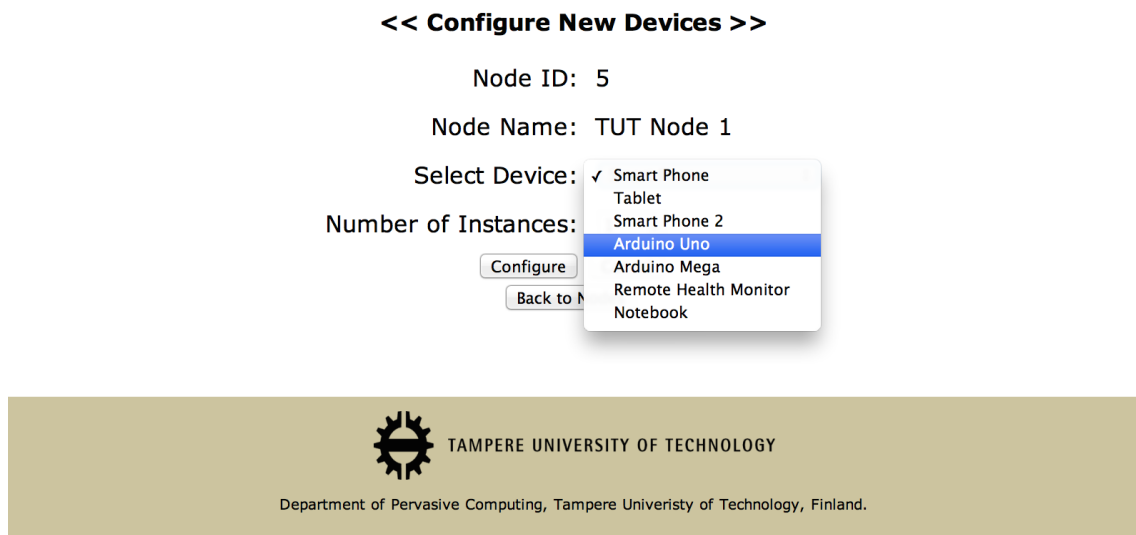 << Configure New Devices >>
Node ID: 5
Node Name: TUT Node 1
Select Device: ✓ Smart Phone
Tablet
Smart Phone 2
Number of Instances:
Arduino Uno
Configure
Arduino Mega
Remote Health Monitor
Back to
Notebook
TAMPERE UNIVERSITY OF TECHNOLOGY
Department of Pervasive Computing, Tampere Univeristy of Technology, Finland.